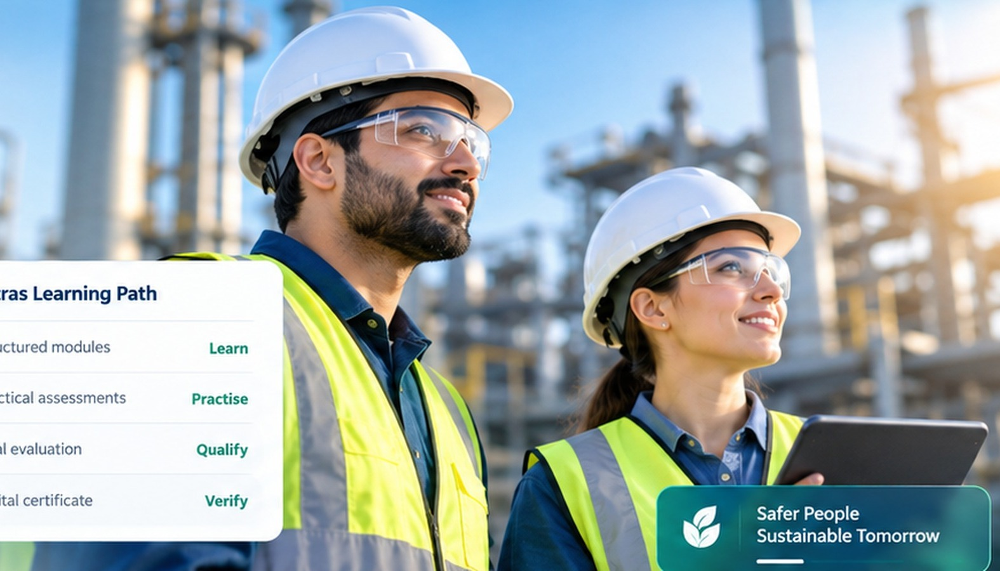 tras Learning Path
uctured modules Learn
ctical assessments Practise
al evaluation Qualify
ital certificate Verify
Safer People
Sustainable Tomorrow